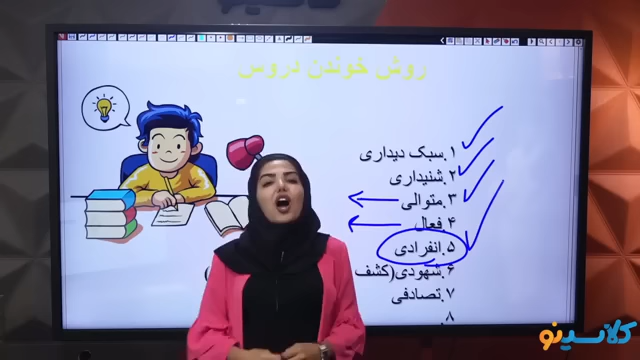 روش خوندن دروس
۱.سبک دیداری
۲.شنیداری
۳.متوالی
۴.فعال
۵.انفرادی
۶.شهودی(کشف
۷.تصادفی
۸.
کلاسینو